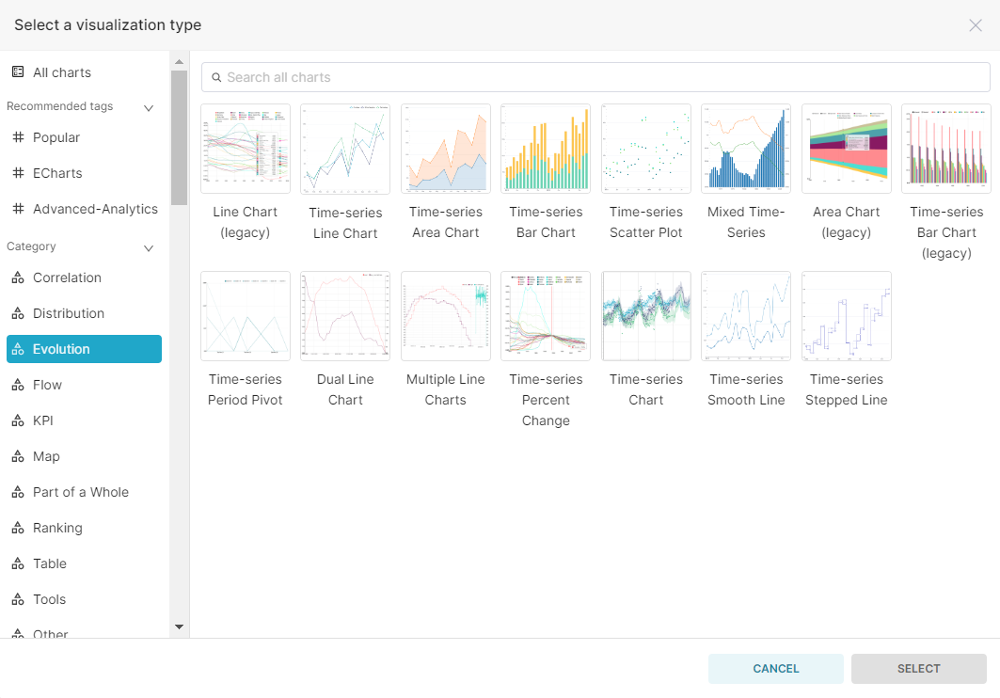 Select a visualization type
All charts
Recommended tags
Popular
ECharts
Advanced-Analytics
Category
Correlation
Distribution
Evolution
Flow
KPI
Map
Part of a Whole
Ranking
Table
Tools
Other
Search all charts
Line Chart
(legacy)
Time-series
Line Chart
Time-series
Area Chart
Time-series
Bar Chart
Time-series
Scatter Plot
Mixed Time-
Series
Area Chart
(legacy)
Time-series
Bar Chart
(legacy)
Time-series
Period Pivot
Dual Line
Chart
Multiple Line
Charts
Time-series
Percent
Change
Time-series
Chart
Time-series
Smooth Line
Time-series
Stepped Line
CANCEL
SELECT